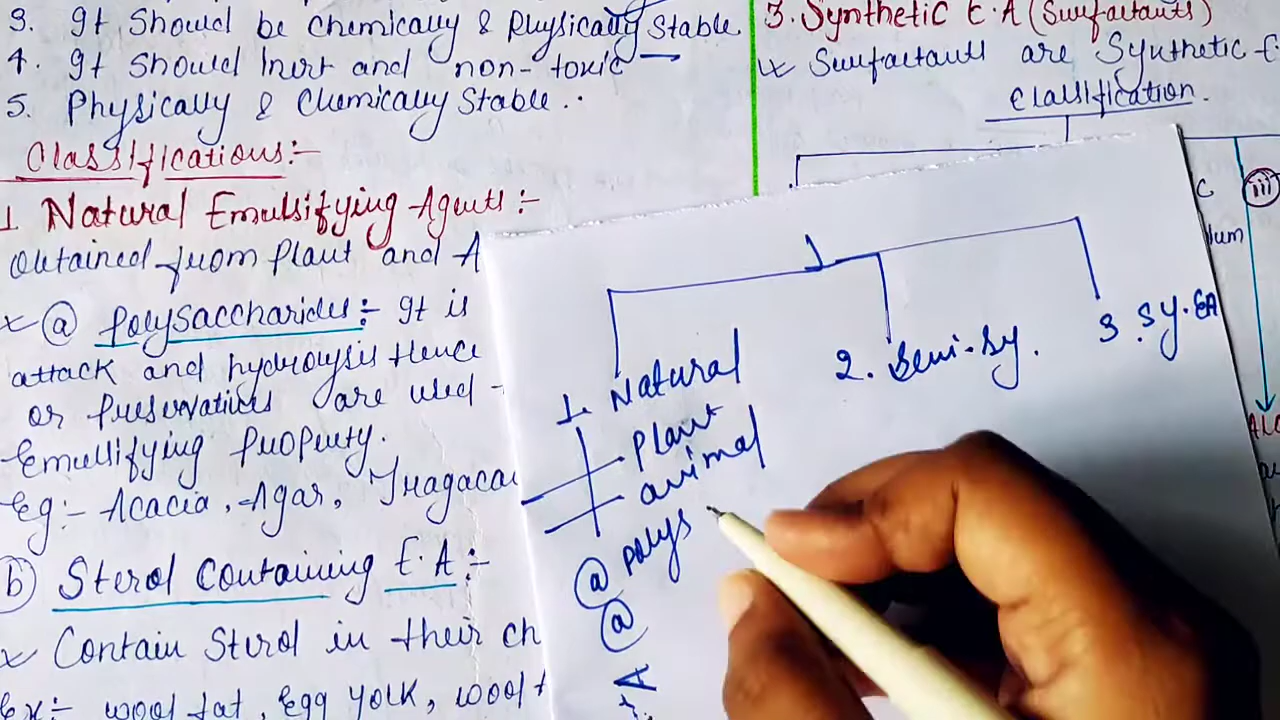 3. It Should be Chemically & Physically Stable
4. It Should Inert and non-toxic
5. Physically & Chemically Stable..
Classifications:-
1 Natural Emulsifying Agents:-
Obtained from Plant and A
x @ Polysaccharides:- It is
attack and hydrolysis Hence
or Preservatives are used -
Emulsifying Property.
Eg:- Acacia, Agar, Tragacan
b) Sterol Containing E.A:-
x Contain Sterol in their ch
Ex:- wool fat, Egg yolk, wool f
3. Synthetic E.A (Surfactants)
x Surfactants are Synthetic E
Classification.
C
ium
iii
ALC
1. Natural
Plant
animal
@ Polys
@
2. Semi-Sy.
3. Sy. EA